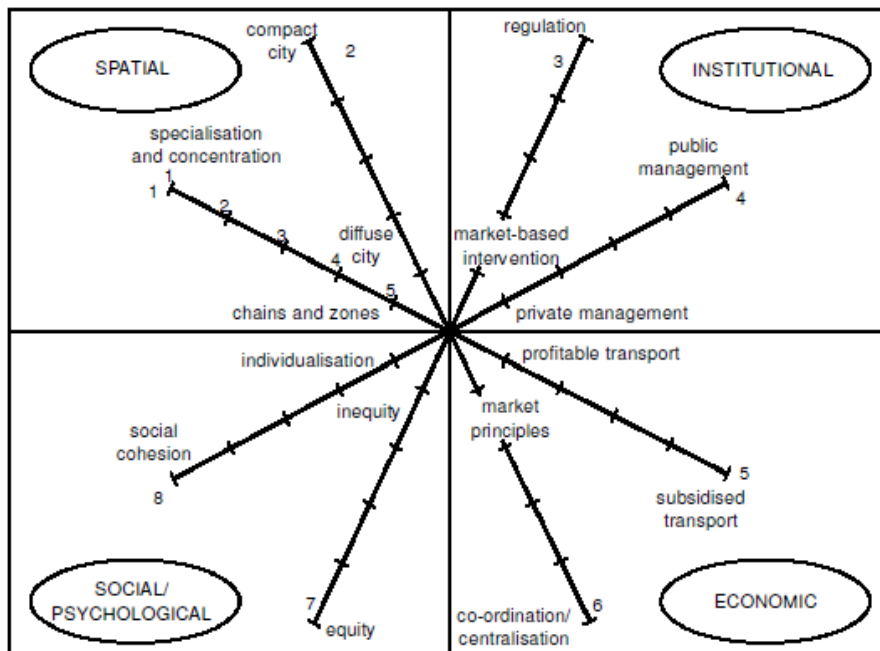 SPATIAL
compact
city
2
specialisation
and concentration
1
1
2
3
4
5
diffuse
city
chains and zones
regulation
3
INSTITUTIONAL
public
management
4
market-based
intervention
private management
individualisation
inequity
social
cohesion
8
7
equity
SOCIAL/
PSYCHOLOGICAL
profitable transport
market
principles
5
subsidised
transport
co-ordination/
centralisation
6
ECONOMIC